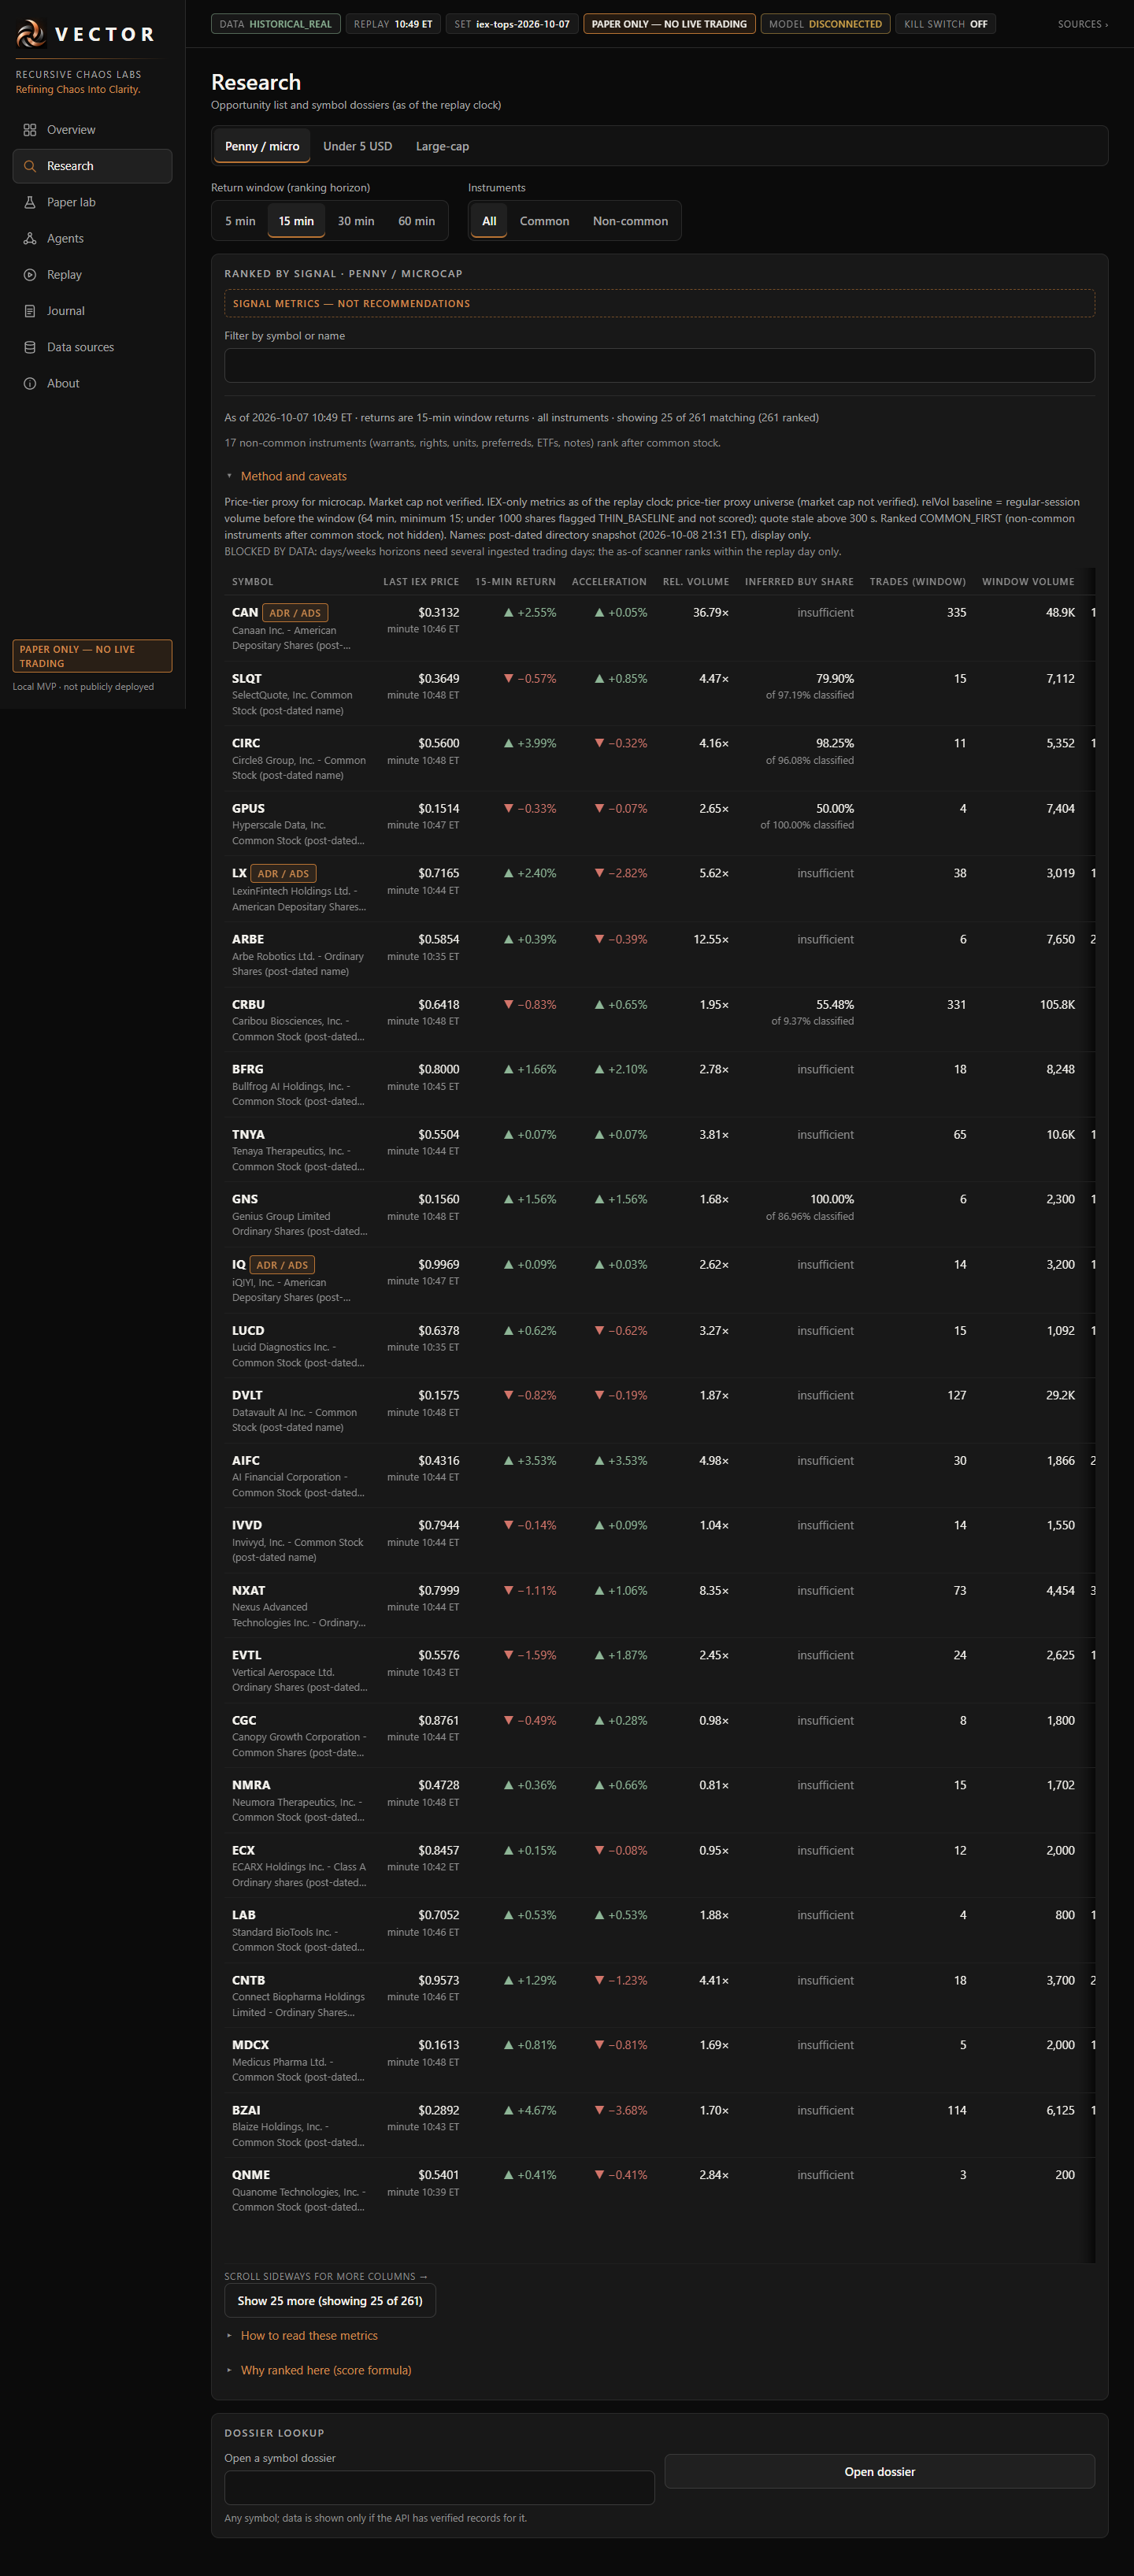 VECTOR
RECURSIVE CHAOS LABS
Refining Chaos Into Clarity.
Overview
Research
Paper lab
Agents
Replay
Journal
Data sources
About
PAPER ONLY — NO LIVE
TRADING
Local MVP · not publicly deployed
DATA HISTORICAL_REAL REPLAY 10:49 ET SET iex-tops-2026-10-07 PAPER ONLY — NO LIVE TRADING MODEL DISCONNECTED KILL SWITCH OFF SOURCES ›
Research
Opportunity list and symbol dossiers (as of the replay clock)
Penny / micro Under 5 USD Large-cap
Return window (ranking horizon) Instruments
5 min 15 min 30 min 60 min All Common Non-common
RANKED BY SIGNAL · PENNY / MICROCAP
SIGNAL METRICS — NOT RECOMMENDATIONS
Filter by symbol or name
As of 2026-10-07 10:49 ET · returns are 15-min window returns · all instruments · showing 25 of 261 matching (261 ranked)
17 non-common instruments (warrants, rights, units, preferreds, ETFs, notes) rank after common stock.
Method and caveats
Price-tier proxy for microcap. Market cap not verified. IEX-only metrics as of the replay clock; price-tier proxy universe (market cap not verified). relVol baseline = regular-session
volume before the window (64 min, minimum 15; under 1000 shares flagged THIN_BASELINE and not scored); quote stale above 300 s. Ranked COMMON_FIRST (non-common
instruments after common stock, not hidden). Names: post-dated directory snapshot (2026-10-08 21:31 ET), display only.
BLOCKED BY DATA: days/weeks horizons need several ingested trading days; the as-of scanner ranks within the replay day only.
SYMBOL LAST IEX PRICE 15-MIN RETURN ACCELERATION REL. VOLUME INFERRED BUY SHARE TRADES (WINDOW) WINDOW VOLUME
CAN ADR / ADS $0.3132 ▲ +2.55% ▲ +0.05% 36.79× insufficient 335 48.9K 1
Canaan Inc. - American minute 10:46 ET
Depositary Shares (post-...
SLQT $0.3649 ▼ −0.57% ▲ +0.85% 4.47× 79.90% 15 7,112
SelectQuote, Inc. Common minute 10:48 ET of 97.19% classified
Stock (post-dated name)
CIRC $0.5600 ▲ +3.99% ▼ −0.32% 4.16× 98.25% 11 5,352 1
Circle8 Group, Inc. - Common minute 10:48 ET of 96.08% classified
Stock (post-dated name)
GPUS $0.1514 ▼ −0.33% ▼ −0.07% 2.65× 50.00% 4 7,404
Hyperscale Data, Inc. minute 10:47 ET of 100.00% classified
Common Stock (post-dated...
LX ADR / ADS $0.7165 ▲ +2.40% ▼ −2.82% 5.62× insufficient 38 3,019 1
LexinFintech Holdings Ltd. - minute 10:44 ET
American Depositary Shares...
ARBE $0.5854 ▲ +0.39% ▼ −0.39% 12.55× insufficient 6 7,650 2
Arbe Robotics Ltd. - Ordinary minute 10:35 ET
Shares (post-dated name)
CRBU $0.6418 ▼ −0.83% ▲ +0.65% 1.95× 55.48% 331 105.8K
Caribou Biosciences, Inc. - minute 10:48 ET of 9.37% classified
Common Stock (post-dated...
BFRG $0.8000 ▲ +1.66% ▲ +2.10% 2.78× insufficient 18 8,248
Bullfrog AI Holdings, Inc. - minute 10:45 ET
Common Stock (post-dated...
TNYA $0.5504 ▲ +0.07% ▲ +0.07% 3.81× insufficient 65 10.6K 1
Tenaya Therapeutics, Inc. - minute 10:44 ET
Common Stock (post-dated...
GNS $0.1560 ▲ +1.56% ▲ +1.56% 1.68× 100.00% 6 2,300 1
Genius Group Limited minute 10:48 ET of 86.96% classified
Ordinary Shares (post-dated...
IQ ADR / ADS $0.9969 ▲ +0.09% ▲ +0.03% 2.62× insufficient 14 3,200 1
iQIYI, Inc. - American minute 10:47 ET
Depositary Shares (post-...
LUCD $0.6378 ▲ +0.62% ▼ −0.62% 3.27× insufficient 15 1,092 1
Lucid Diagnostics Inc. - minute 10:35 ET
Common Stock (post-dated...
DVLT $0.1575 ▼ −0.82% ▼ −0.19% 1.87× insufficient 127 29.2K
Datavault AI Inc. - Common minute 10:48 ET
Stock (post-dated name)
AIFC $0.4316 ▲ +3.53% ▲ +3.53% 4.98× insufficient 30 1,866 2
AI Financial Corporation - minute 10:44 ET
Common Stock (post-dated...
IVVD $0.7944 ▼ −0.14% ▲ +0.09% 1.04× insufficient 14 1,550
Invivyd, Inc. - Common Stock minute 10:44 ET
(post-dated name)
NXAT $0.7999 ▼ −1.11% ▲ +1.06% 8.35× insufficient 73 4,454 3
Nexus Advanced minute 10:44 ET
Technologies Inc. - Ordinary...
EVTL $0.5576 ▼ −1.59% ▲ +1.87% 2.45× insufficient 24 2,625 1
Vertical Aerospace Ltd. minute 10:43 ET
Ordinary Shares (post-dated...
CGC $0.8761 ▼ −0.49% ▲ +0.28% 0.98× insufficient 8 1,800
Canopy Growth Corporation - minute 10:44 ET
Common Shares (post-date...
NMRA $0.4728 ▲ +0.36% ▲ +0.66% 0.81× insufficient 15 1,702
Neumora Therapeutics, Inc. - minute 10:48 ET
Common Stock (post-dated...
ECX $0.8457 ▲ +0.15% ▼ −0.08% 0.95× insufficient 12 2,000
ECARX Holdings Inc. - Class A minute 10:42 ET
Ordinary shares (post-dated...
LAB $0.7052 ▲ +0.53% ▲ +0.53% 1.88× insufficient 4 800 1
Standard BioTools Inc. - minute 10:46 ET
Common Stock (post-dated...
CNTB $0.9573 ▲ +1.29% ▼ −1.23% 4.41× insufficient 18 3,700 2
Connect Biopharma Holdings minute 10:46 ET
Limited - Ordinary Shares...
MDCX $0.1613 ▲ +0.81% ▼ −0.81% 1.69× insufficient 5 2,000 1
Medicus Pharma Ltd. - minute 10:48 ET
Common Stock (post-dated...
BZAI $0.2892 ▲ +4.67% ▼ −3.68% 1.70× insufficient 114 6,125 1
Blaize Holdings, Inc. - minute 10:43 ET
Common Stock (post-dated...
QNME $0.5401 ▲ +0.41% ▼ −0.41% 2.84× insufficient 3 200
Quanome Technologies, Inc. - minute 10:39 ET
Common Stock (post-dated...
SCROLL SIDEWAYS FOR MORE COLUMNS →
Show 25 more (showing 25 of 261)
How to read these metrics
Why ranked here (score formula)
DOSSIER LOOKUP
Open a symbol dossier
Open dossier
Any symbol; data is shown only if the API has verified records for it.